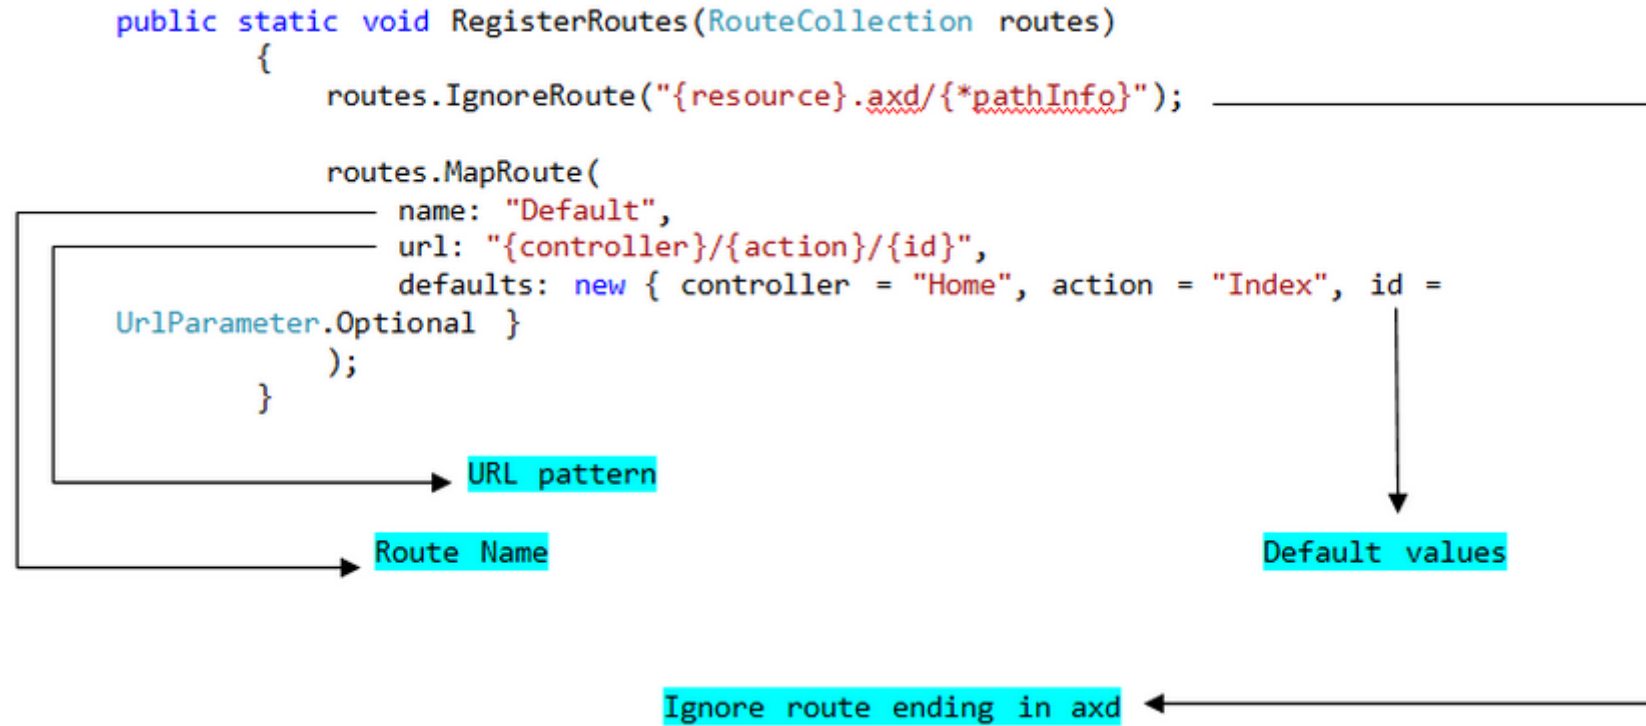 public static void RegisterRoutes(RouteCollection routes)
{
routes.IgnoreRoute("{resource}.axd/{*pathInfo}");
routes.MapRoute(
name: "Default",
url: "{controller}/{action}/{id}",
defaults: new { controller = "Home", action = "Index", id =
UrlParameter.Optional }
);
}
URL pattern
Route Name
Default values
Ignore route ending in axd